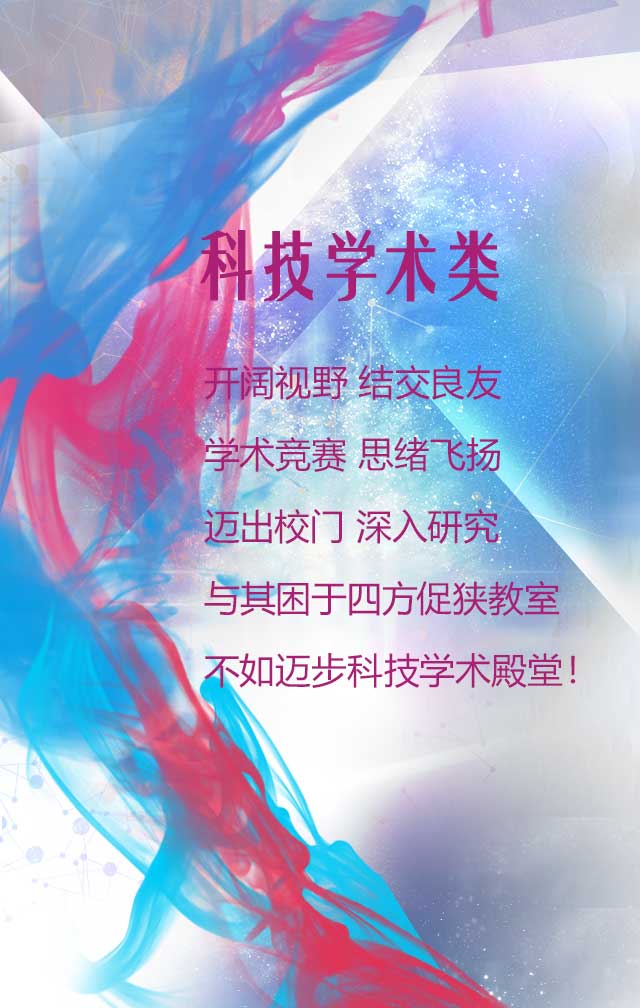 科技学术类
开阔视野 结交良友
学术竞赛 思绪飞扬
迈出校门 深入研究
与其困于四方促狭教室
不如迈步科技学术殿堂！